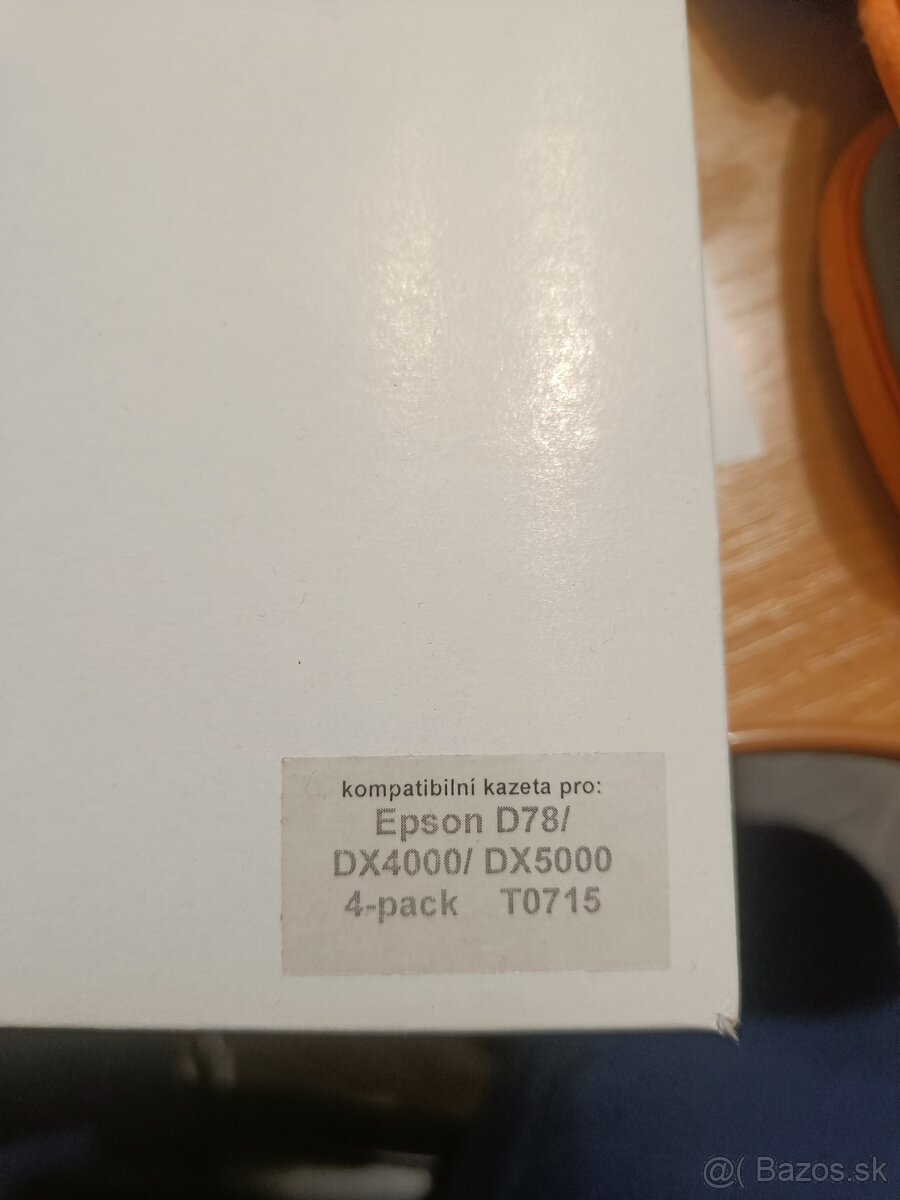 kompatibilní kazeta pro:
Epson D78/
DX4000/ DX5000
4-pack T0715
@( Bazos.sk